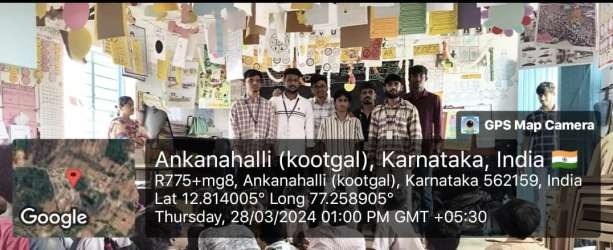 GPS Map Camera
Ankanahalli (kootgal), Karnataka, India 🇮🇳
R775+mg8, Ankanahalli (kootgal), Karnataka 562159, India
Lat 12.814005° Long 77.258905°
Thursday, 28/03/2024 01:00 PM GMT +05:30
Google